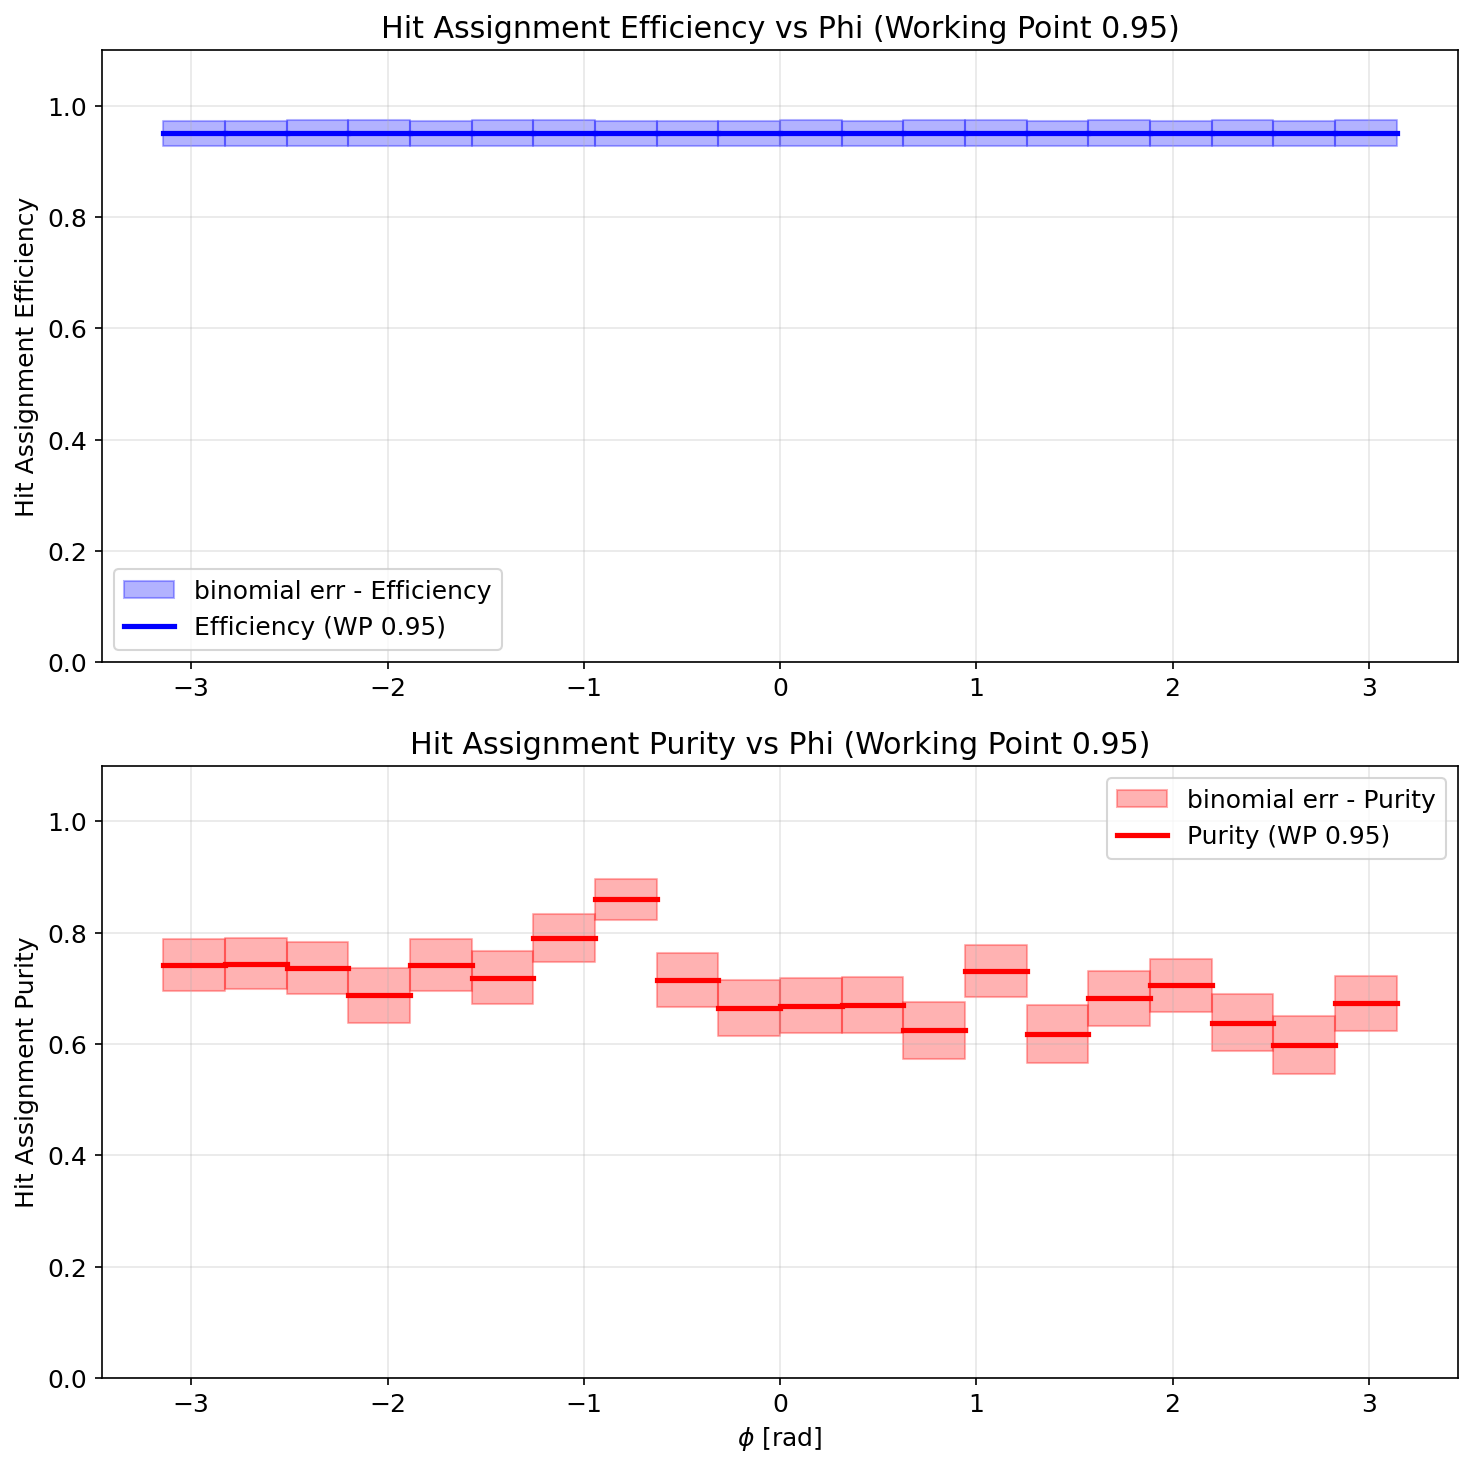 Hit Assignment Efficiency vs Phi (Working Point 0.95)
Hit Assignment Efficiency
1.0
0.8
0.6
0.4
0.2
0.0
binomial err - Efficiency
Efficiency (WP 0.95)
−3 −2 −1 0 1 2 3
Hit Assignment Purity vs Phi (Working Point 0.95)
Hit Assignment Purity
1.0
0.8
0.6
0.4
0.2
0.0
binomial err - Purity
Purity (WP 0.95)
−3 −2 −1 0 1 2 3
ϕ [rad]